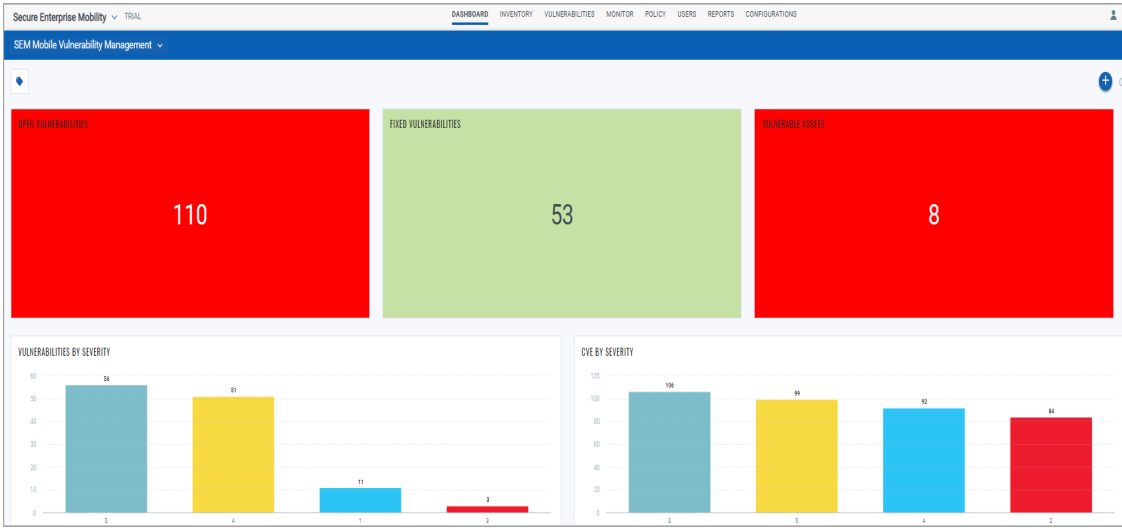 Secure Enterprise Mobility TRIAL DASHBOARD INVENTORY VULNERABILITIES MONITOR POLICY USERS REPORTS CONFIGURATIONS
SEM Mobile Vulnerability Management
OPEN VULNERABILITIES
110
FIXED VULNERABILITIES
53
VULNERABLE ASSETS
8
VULNERABILITIES BY SEVERITY
60
50
40
30
20
10
0
56
51
11
3
5 4 1 3
CVE BY SEVERITY
120
100
80
60
40
20
0
106
99
92
84
3 5 4 2